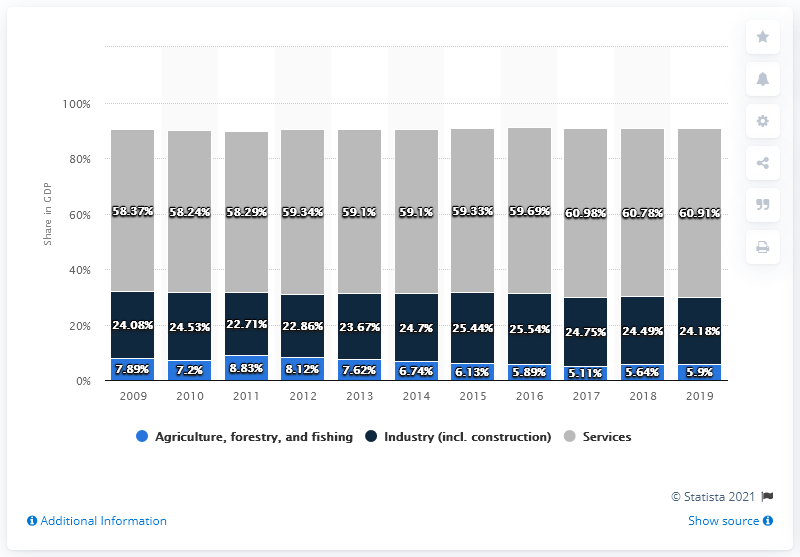 100%
80%
60%
40%
20%
0%
Share in GDP
58.37% 58.24% 58.29% 59.34% 59.1% 59.1% 59.33% 59.69% 60.98% 60.78% 60.91%
24.08% 24.53% 22.71% 22.86% 23.67% 24.7% 25.44% 25.54% 24.75% 24.49% 24.18%
7.89% 7.2% 8.83% 8.12% 7.62% 6.74% 6.13% 5.89% 5.11% 5.64% 5.9%
2009 2010 2011 2012 2013 2014 2015 2016 2017 2018 2019
Agriculture, forestry, and fishing Industry (incl. construction) Services
© Statista 2021
Additional Information Show source